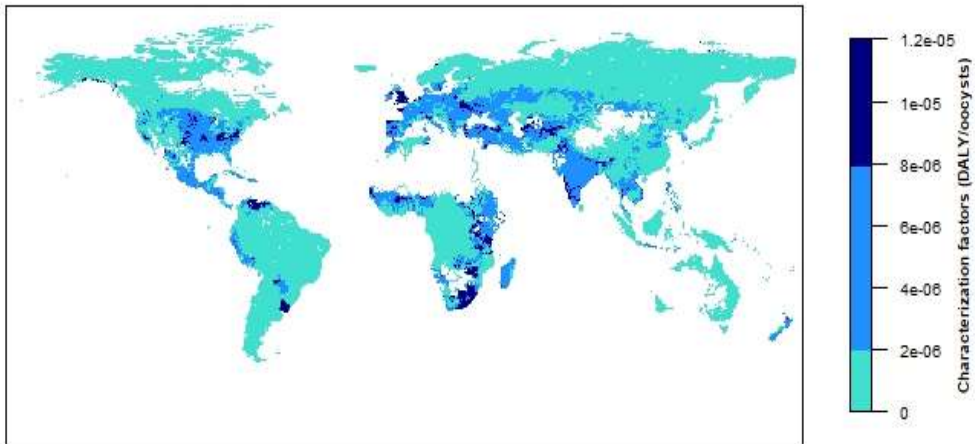 1.2e-05
1e-05
8e-06
6e-06
4e-06
2e-06
0
Characterization factors (DALY/oocysts)